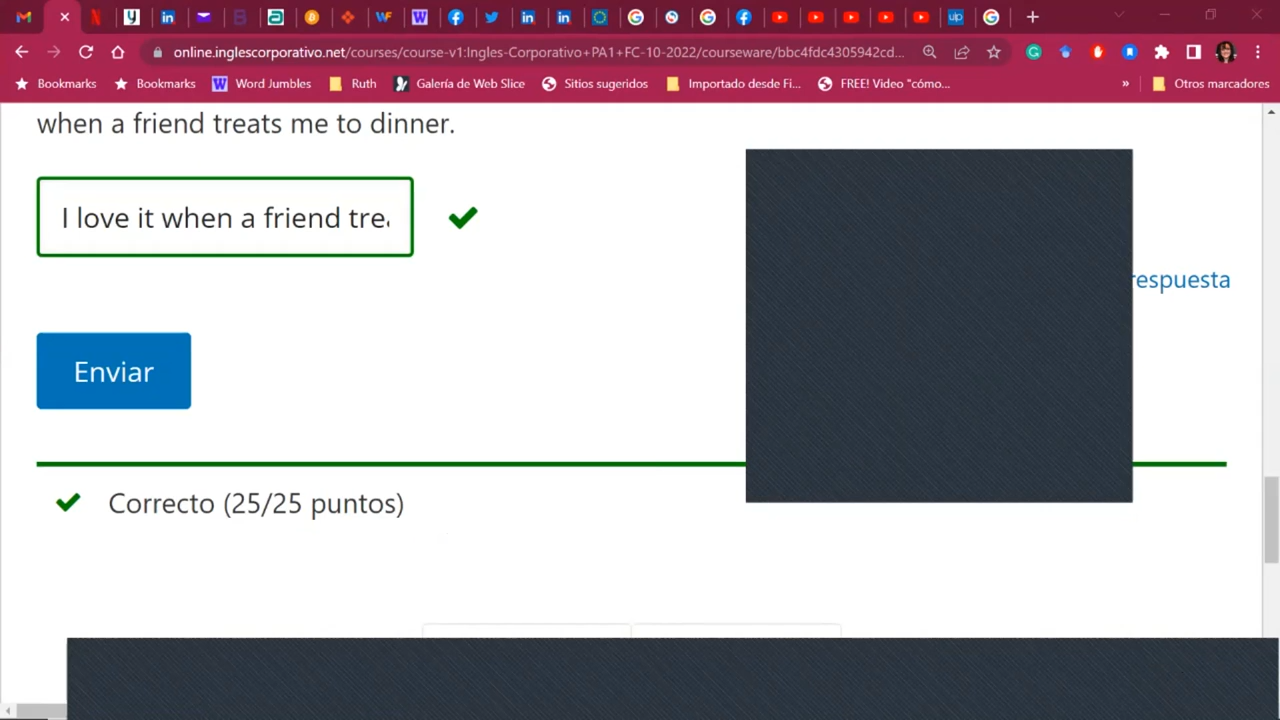 online.inglescorporativo.net/courses/course-v1:Ingles-Corporativo+PA1+FC-10-2022/courseware/bbc4fdc4305942cd...
Bookmarks Bookmarks Word Jumbles Ruth Galería de Web Slice Sitios sugeridos Importado desde Fi... FREE! Video "cómo... » Otros marcadores
when a friend treats me to dinner.
I love it when a friend trea
respuesta
Enviar
Correcto (25/25 puntos)